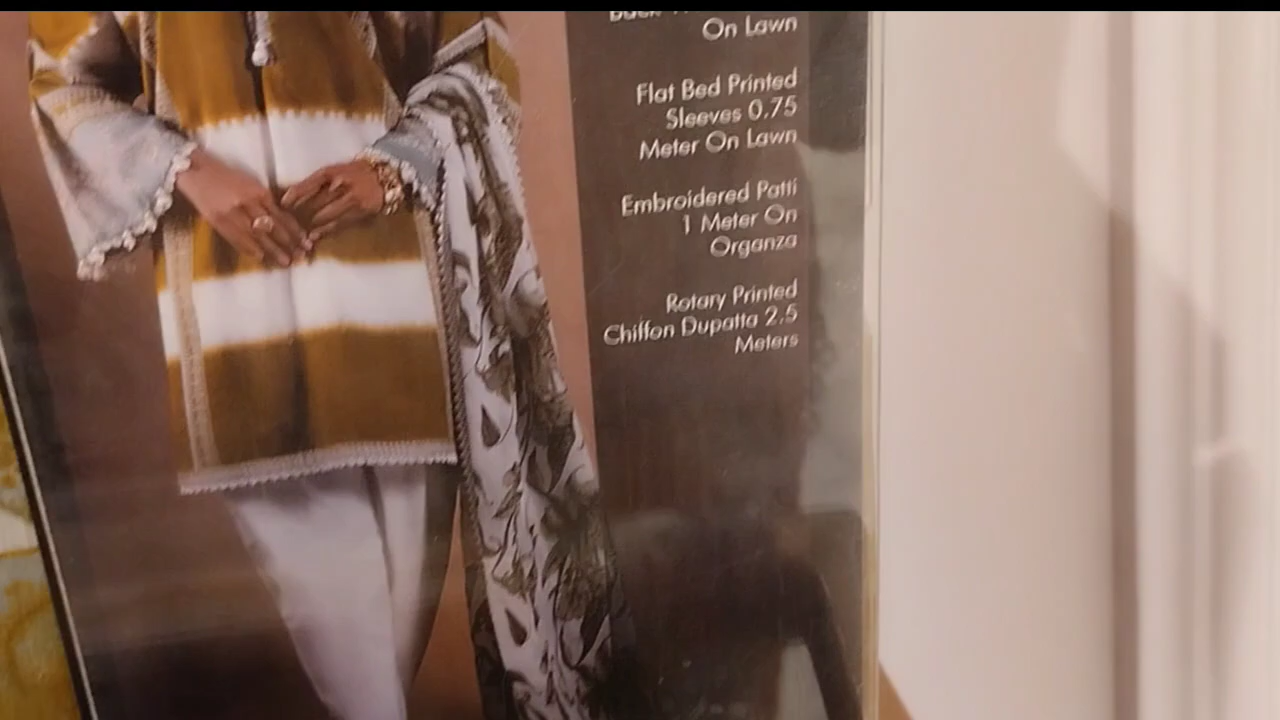 On Lawn
Flat Bed Printed
Sleeves 0.75
Meter On Lawn
Embroidered Patti
1 Meter On
Organza
Rotary Printed
Chiffon Dupatta 2.5
Meters